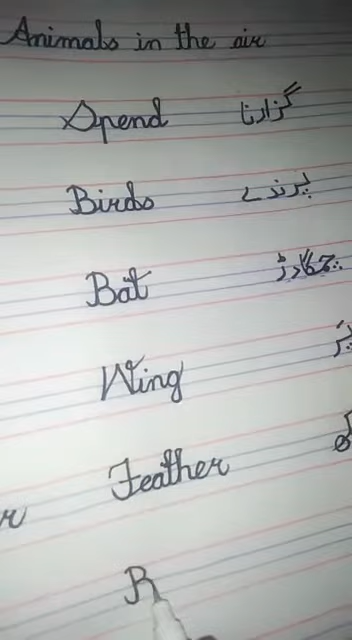 Animals in the air
Spend گزارنا
Birds پرندے
Bat چمگادڑ
Wing پَر
Feather
r
B